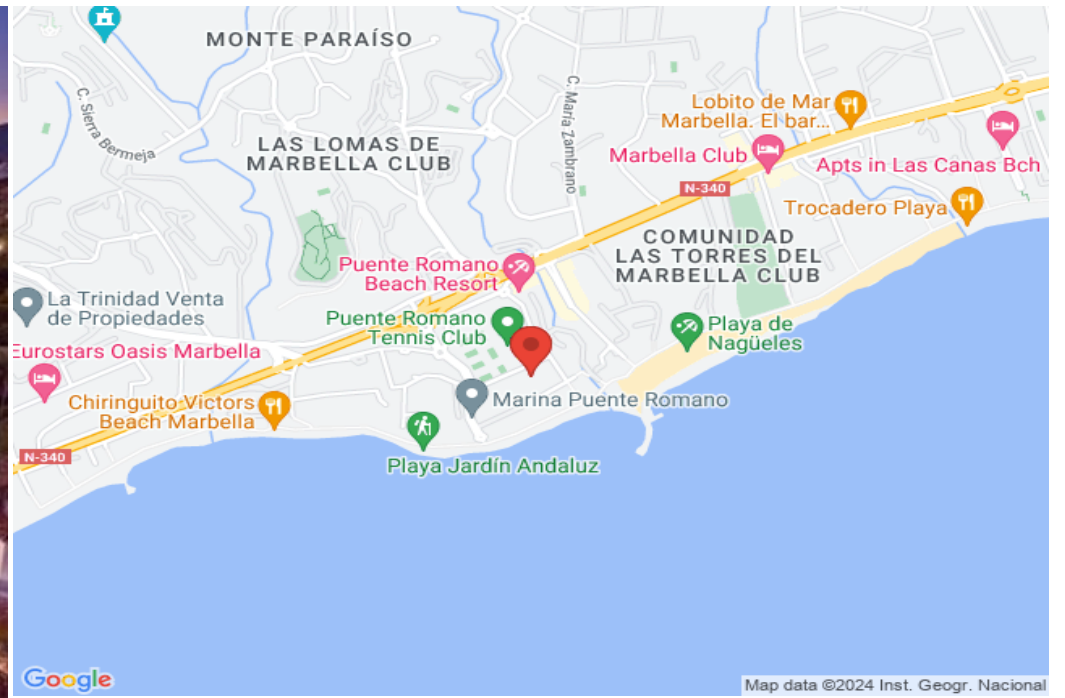 MONTE PARAÍSO
C. Sierra Bermeja
C. María Zambrano
LAS LOMAS DE
MARBELLA CLUB
Lobito de Mar
Marbella. El bar...
Marbella Club
Apts in Las Canas Bch
N-340
Trocadero Playa
COMUNIDAD
LAS TORRES DEL
MARBELLA CLUB
Puente Romano
Beach Resort
La Trinidad Venta
de Propiedades
Puente Romano
Tennis Club
Playa de
Nagüeles
Eurostars Oasis Marbella
Chiringuito Victors
Beach Marbella
Marina Puente Romano
N-340
Playa Jardín Andaluz
Google
Map data ©2024 Inst. Geogr. Nacional